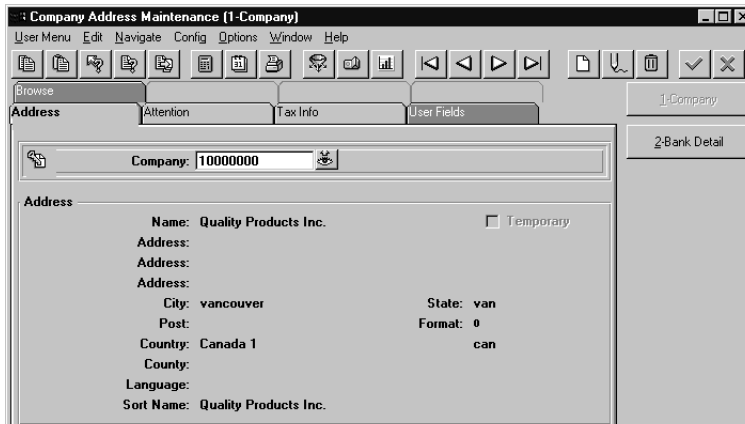 Company Address Maintenance (1-Company)
User Menu Edit Navigate Config Options Window Help
Browse
Address Attention Tax Info User Fields
1-Company
2-Bank Detail
Company: 10000000
Address
Name: Quality Products Inc. Temporary
Address:
Address:
Address:
City: vancouver State: van
Post: Format: 0
Country: Canada 1 can
County:
Language:
Sort Name: Quality Products Inc.